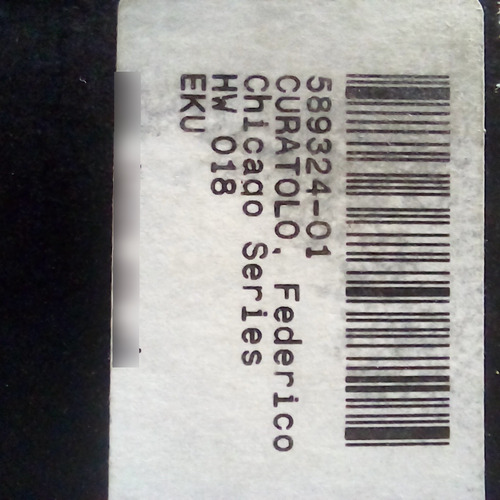 589324-01
CURATOLO, Federico
Chicago Series
HW 018
EKU